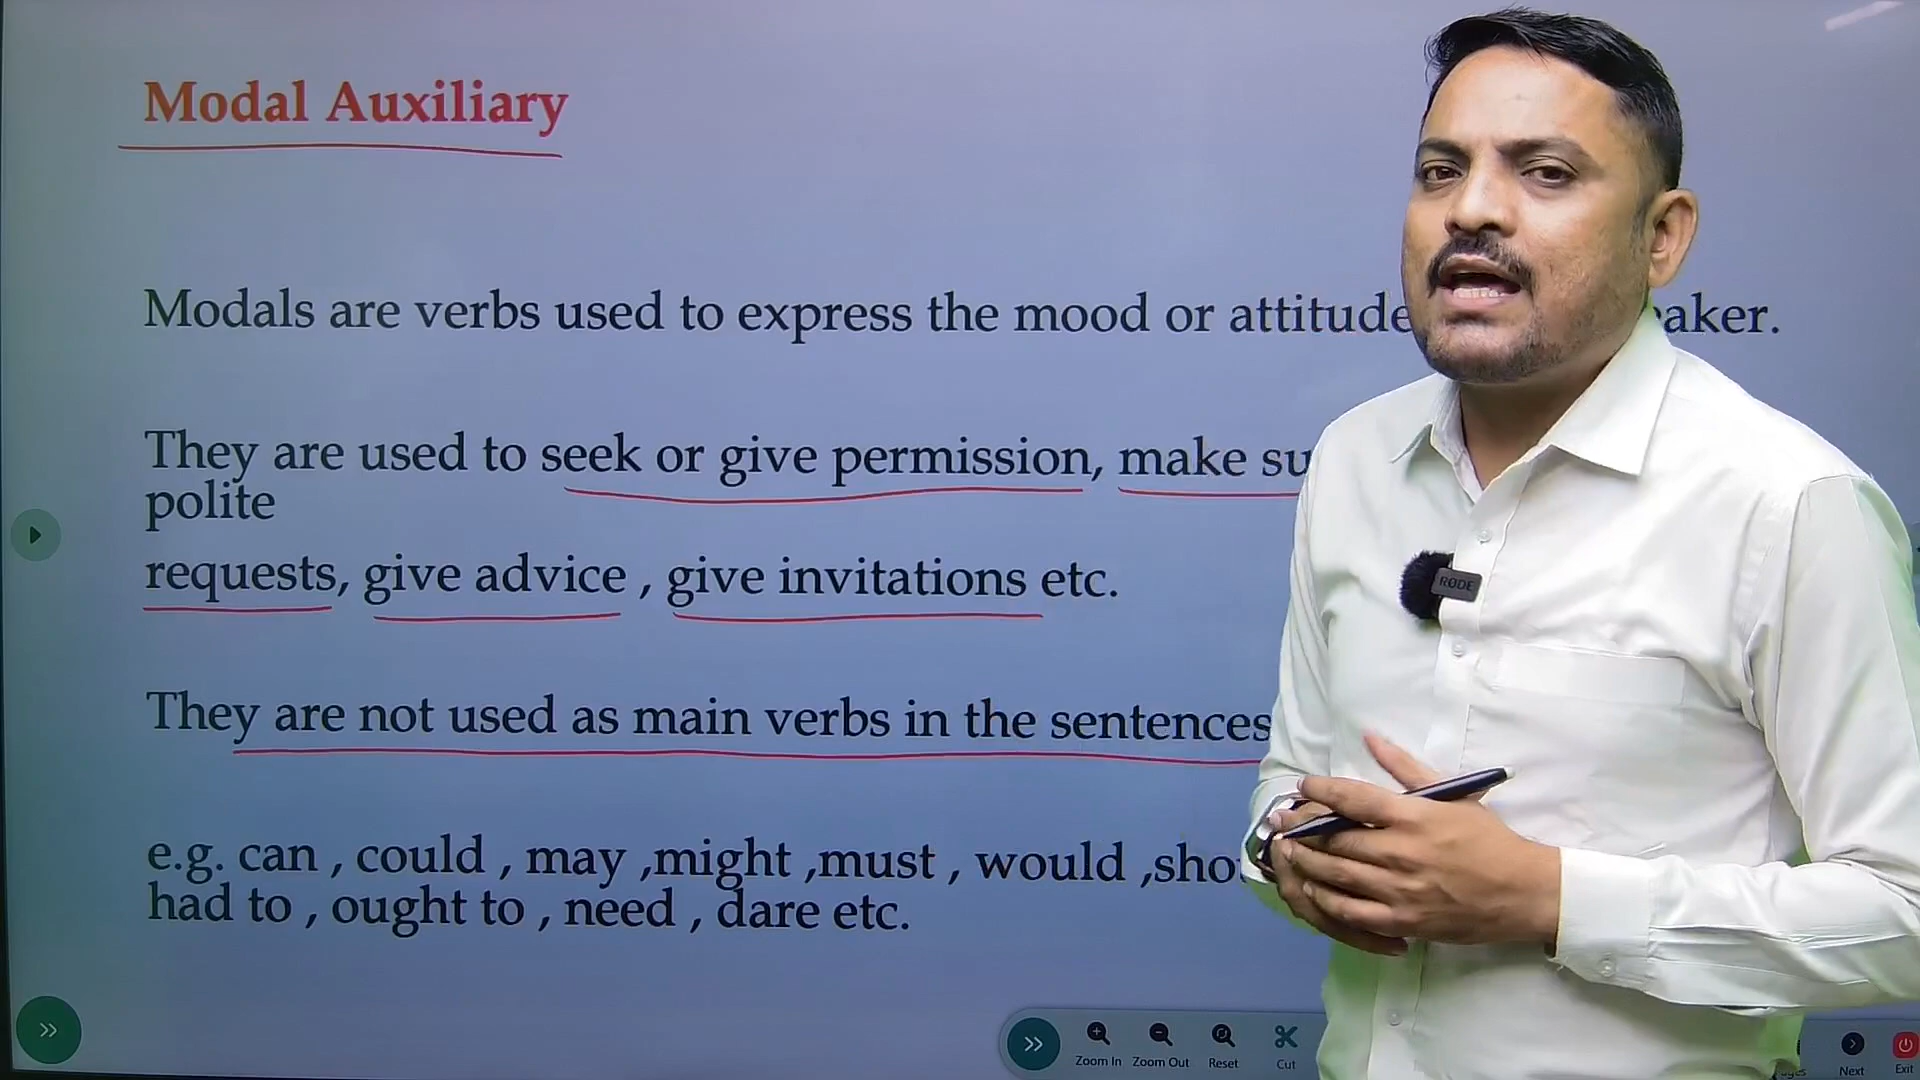 Modal Auxiliary
Modals are verbs used to express the mood or attitude aker.
They are used to seek or give permission, make su
polite
requests, give advice , give invitations etc.
They are not used as main verbs in the sentences
e.g. can , could , may ,might ,must , would ,sho
had to , ought to , need , dare etc.
RØDE
Zoom In Zoom Out Reset Cut Next Exit